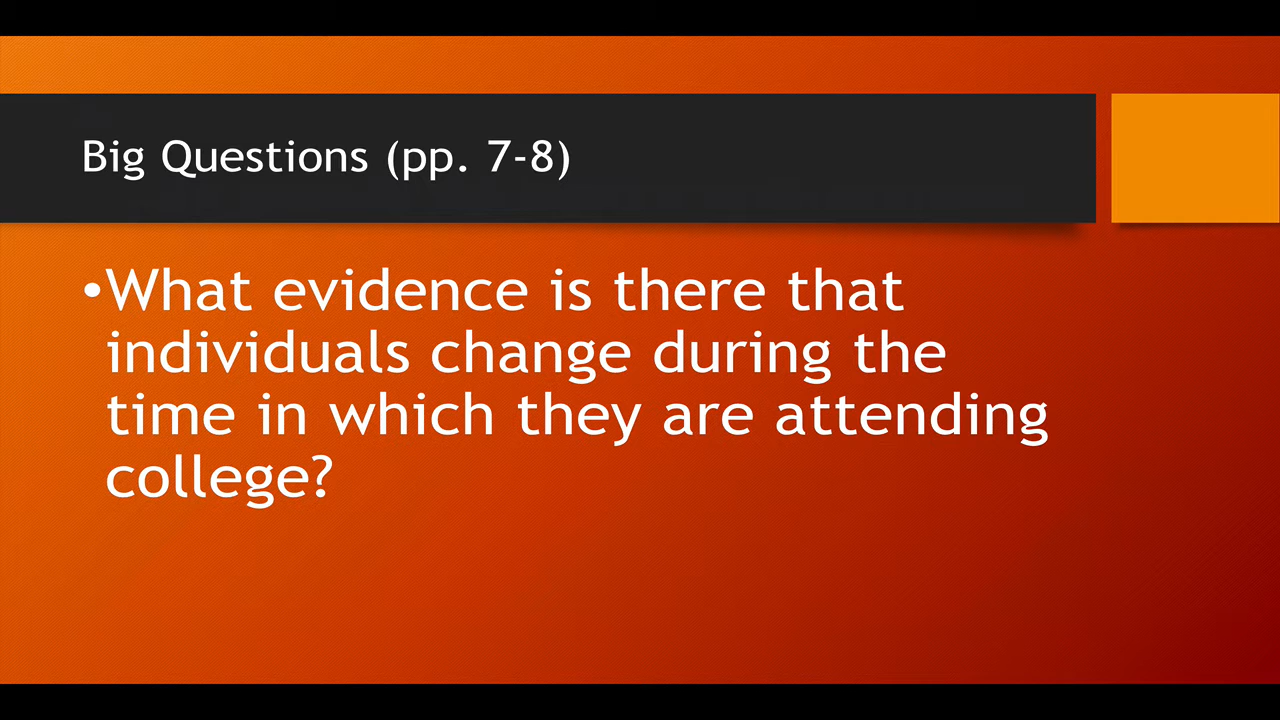 Big Questions (pp. 7-8)
•What evidence is there that
individuals change during the
time in which they are attending
college?